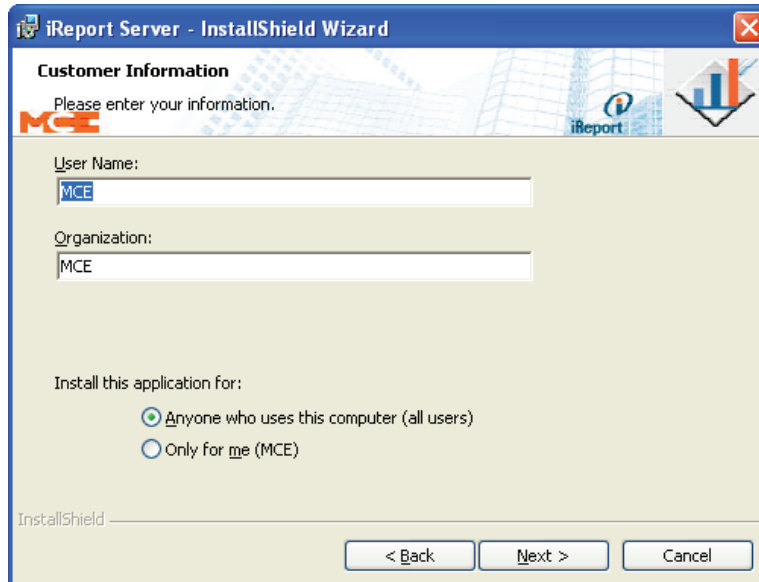 iReport Server - InstallShield Wizard
Customer Information
Please enter your information.
MCE
iReport
User Name:
MCE
Organization:
MCE
Install this application for:
Anyone who uses this computer (all users)
Only for me (MCE)
InstallShield
< Back Next > Cancel